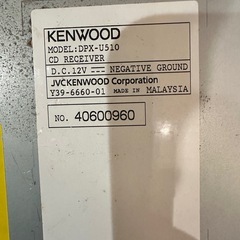 KENWOOD
MODEL:DPX-U510
CD RECEIVER
D.C.12V ⎓ NEGATIVE GROUND
JVCKENWOOD Corporation
Y39-6660-01 MADE IN MALAYSIA
NO. 40600960